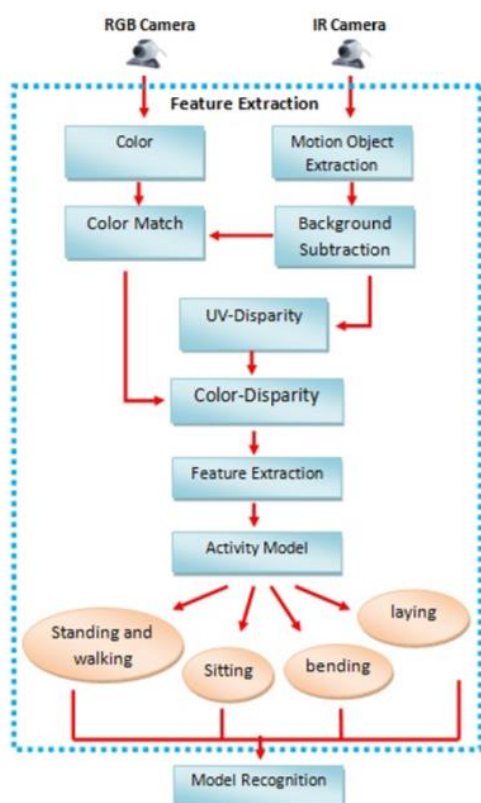 RGB Camera
IR Camera
Feature Extraction
Color
Motion Object
Extraction
Color Match
Background
Subtraction
UV-Disparity
Color-Disparity
Feature Extraction
Activity Model
Standing and
walking
Sitting
bending
laying
Model Recognition